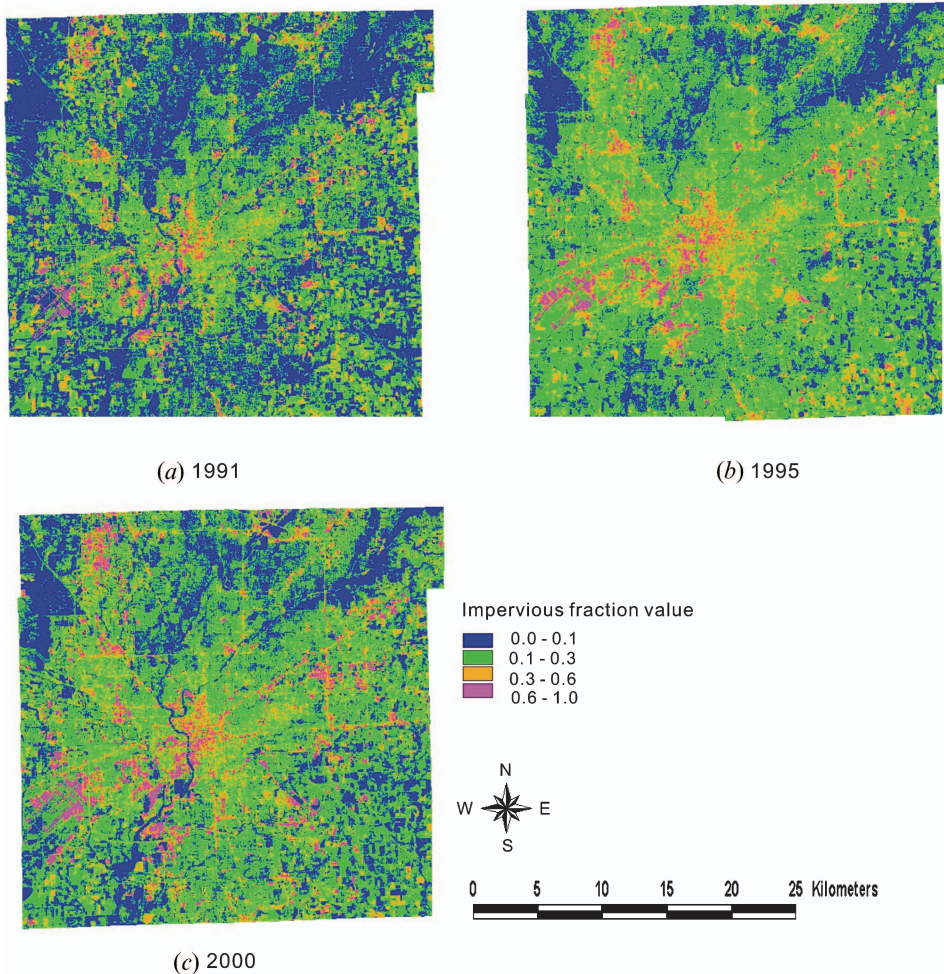 (a) 1991
(b) 1995
Impervious fraction value
0.0 - 0.1
0.1 - 0.3
0.3 - 0.6
0.6 - 1.0
N
W E
S
0 5 10 15 20 25 Kilometers
(c) 2000